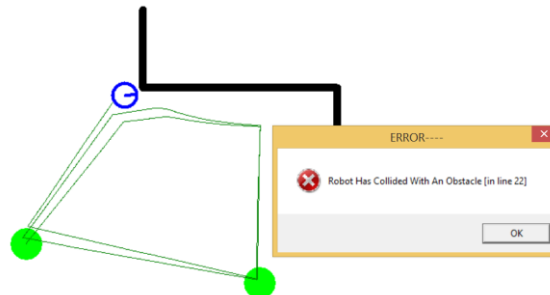 ERROR----
Robot Has Collided With An Obstacle [in line 22]
OK